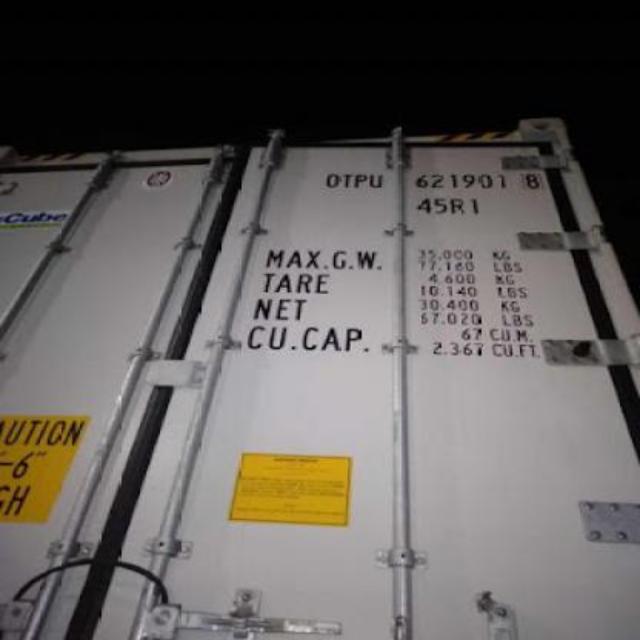 OTPU 621901 8
45R1
MAX.G.W. 35.000 KG
77.160 LBS
TARE 4.600 KG
10.140 LBS
NET 30.400 KG
67.020 LBS
CU.CAP. 67 CU.M.
2.367 CU.FT.
Cube
AUTION
-6"
GH